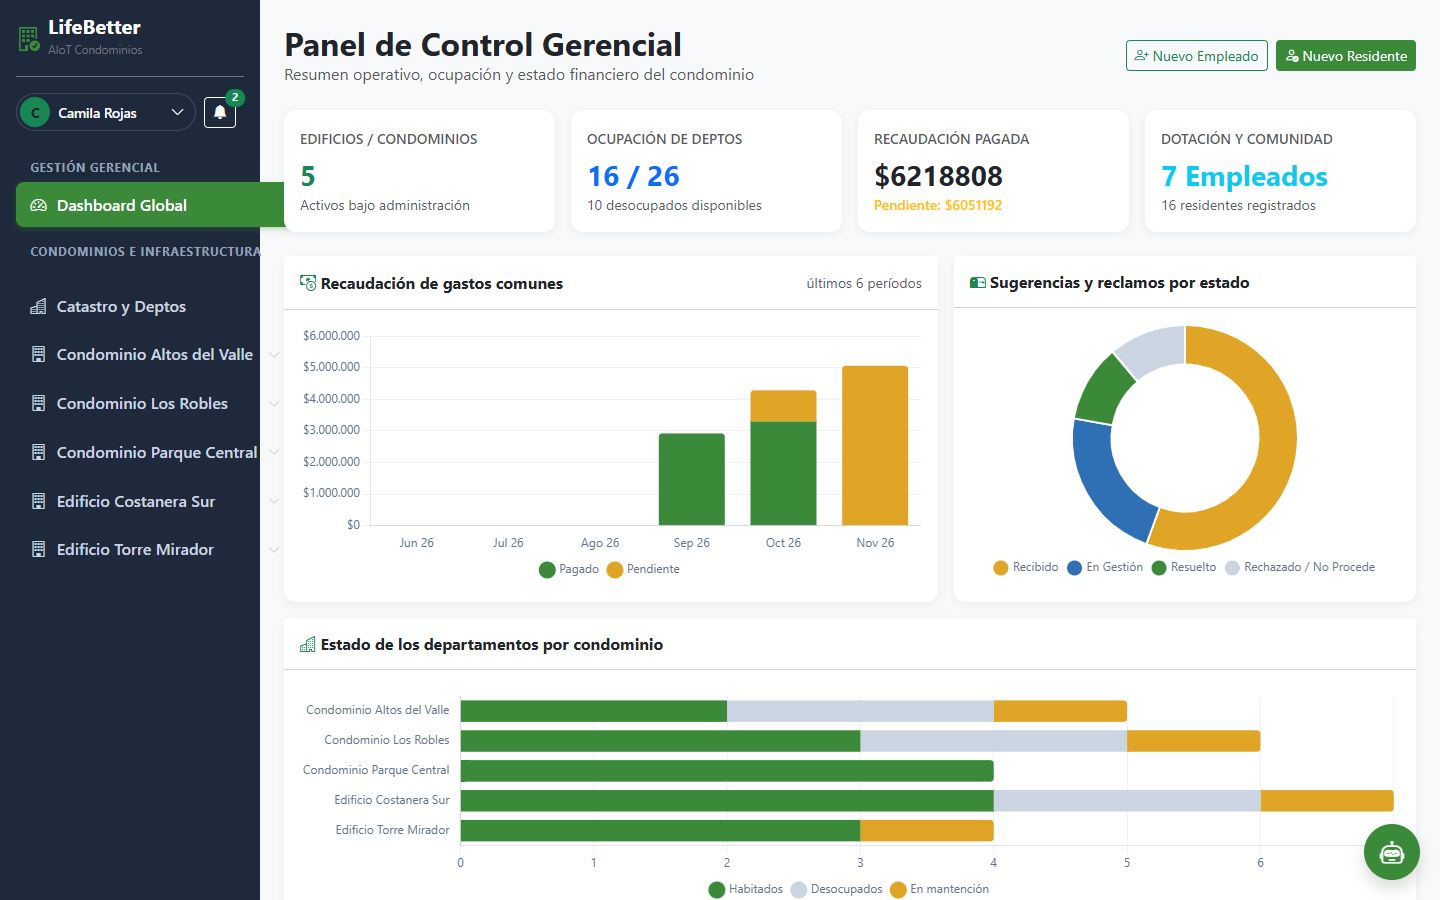 LifeBetter
AIoT Condominios
C Camila Rojas
2
GESTIÓN GERENCIAL
Dashboard Global
CONDOMINIOS E INFRAESTRUCTURA
Catastro y Deptos
Condominio Altos del Valle
Condominio Los Robles
Condominio Parque Central
Edificio Costanera Sur
Edificio Torre Mirador
Panel de Control Gerencial
Resumen operativo, ocupación y estado financiero del condominio
Nuevo Empleado
Nuevo Residente
EDIFICIOS / CONDOMINIOS
5
Activos bajo administración
OCUPACIÓN DE DEPTOS
16 / 26
10 desocupados disponibles
RECAUDACIÓN PAGADA
$6218808
Pendiente: $6051192
DOTACIÓN Y COMUNIDAD
7 Empleados
16 residentes registrados
Recaudación de gastos comunes
últimos 6 períodos
$6.000.000
$5.000.000
$4.000.000
$3.000.000
$2.000.000
$1.000.000
$0
Jun 26 Jul 26 Ago 26 Sep 26 Oct 26 Nov 26
Pagado Pendiente
Sugerencias y reclamos por estado
Recibido En Gestión Resuelto Rechazado / No Procede
Estado de los departamentos por condominio
Condominio Altos del Valle
Condominio Los Robles
Condominio Parque Central
Edificio Costanera Sur
Edificio Torre Mirador
0 1 2 3 4 5 6
Habitados Desocupados En mantención